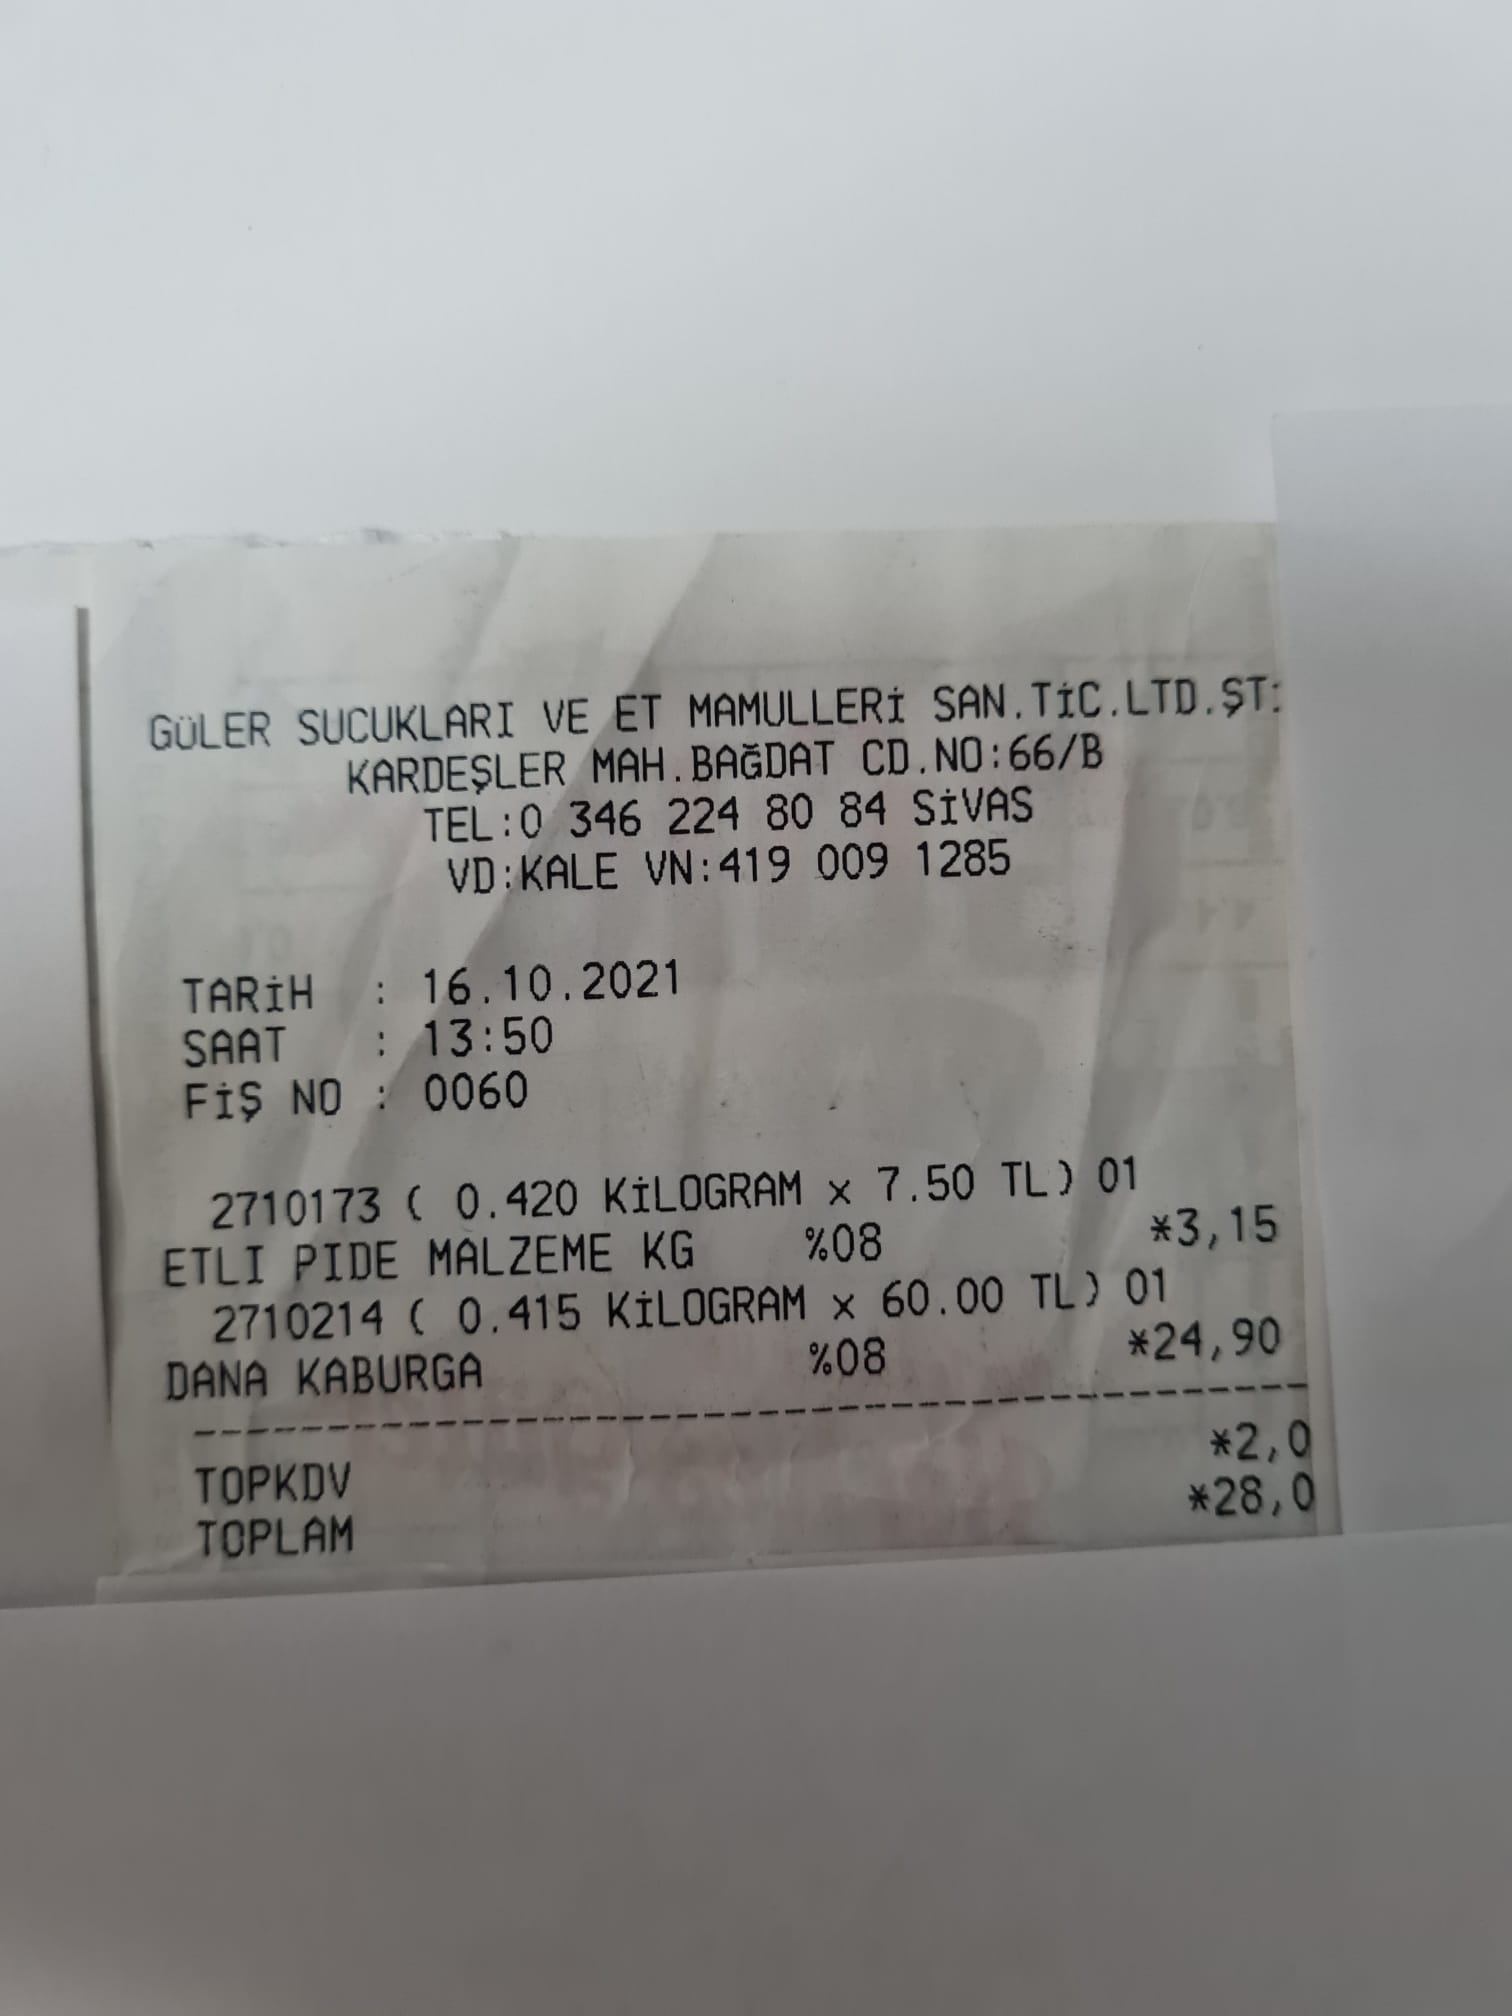 GÜLER SUCUKLARI VE ET MAMULLERİ SAN.TİC.LTD.ŞT:
KARDEŞLER MAH.BAĞDAT CD.NO:66/B
TEL:0 346 224 80 84 SİVAS
VD:KALE VN:419 009 1285
TARİH : 16.10.2021
SAAT : 13:50
FİŞ NO : 0060
2710173 ( 0.420 KİLOGRAM x 7.50 TL) 01
ETLI PIDE MALZEME KG %08 *3,15
2710214 ( 0.415 KİLOGRAM x 60.00 TL) 01
DANA KABURGA %08 *24,90
TOPKDV *2,0
TOPLAM *28,0